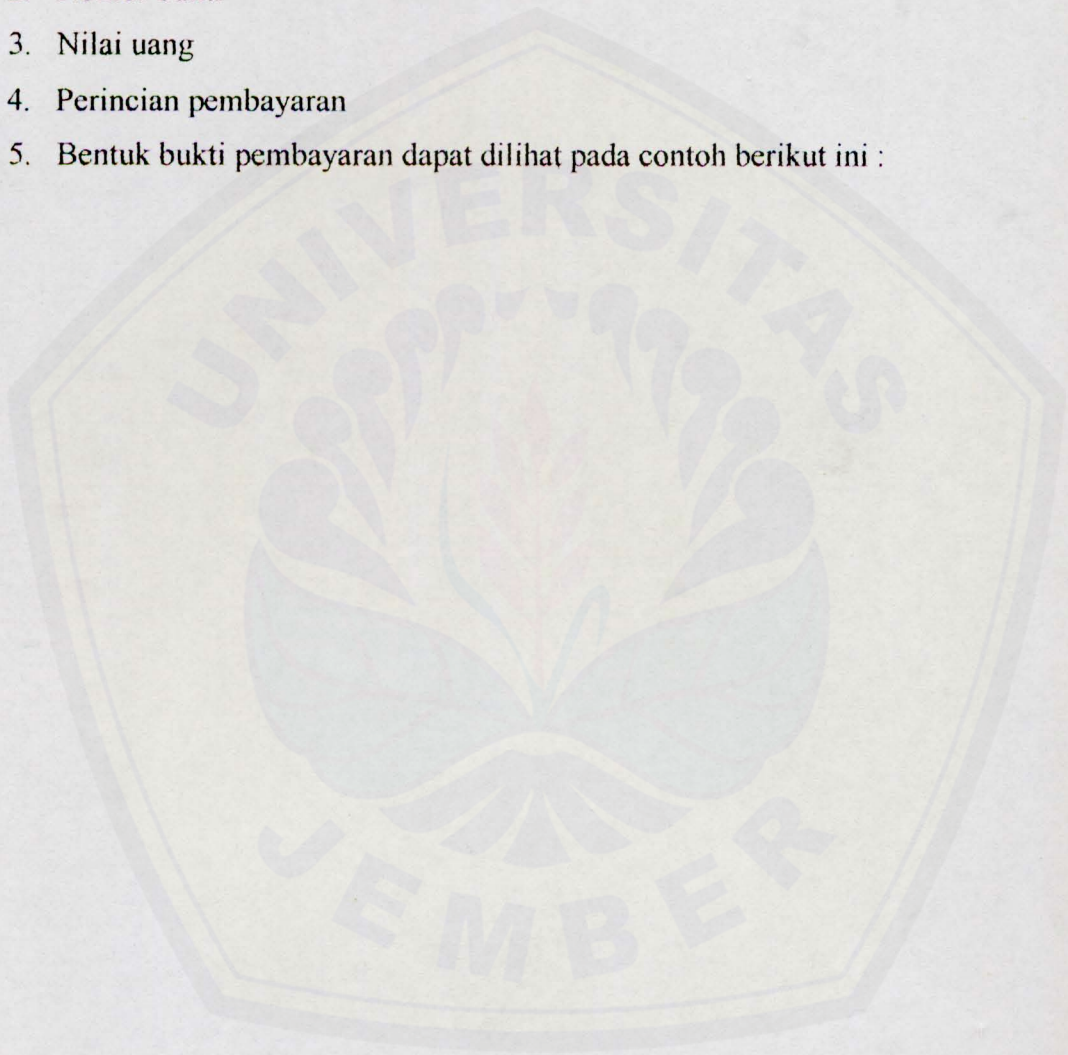 3. Nilai uang
4. Perincian pembayaran
5. Bentuk bukti pembayaran dapat dilihat pada contoh berikut ini :
UNIVERSITAS
JEMBER